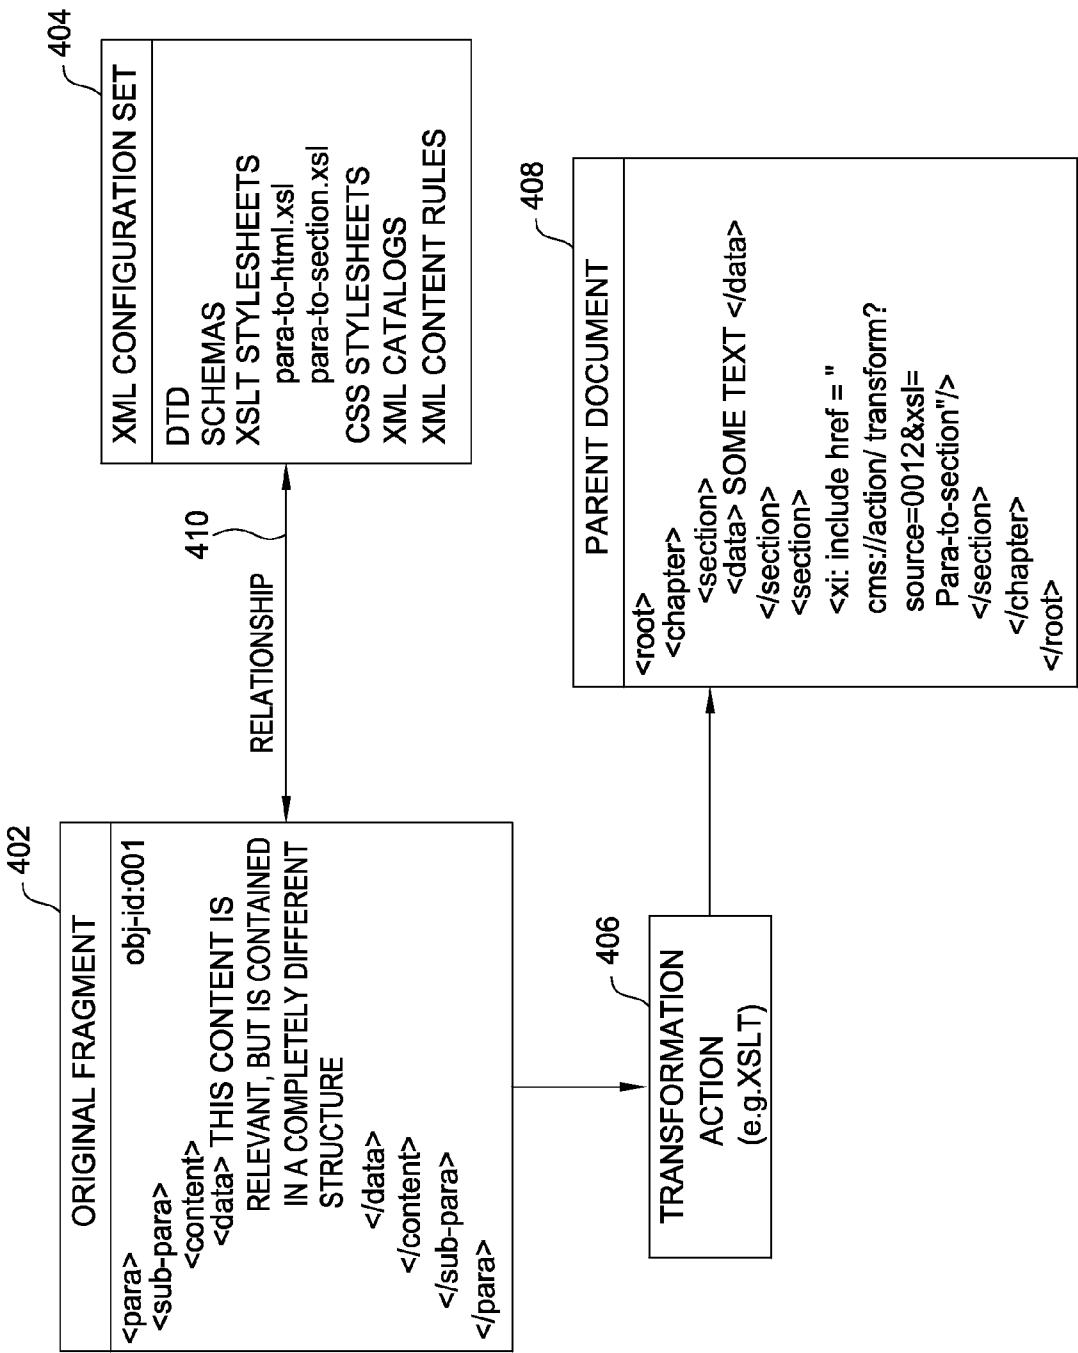 402
ORIGINAL FRAGMENT
<para>
obj-id:001
<sub-para>
<content>
<data> THIS CONTENT IS
RELEVANT, BUT IS CONTAINED
IN A COMPLETELY DIFFERENT
STRUCTURE
</data>
</content>
</sub-para>
</para>
RELATIONSHIP
410
404
XML CONFIGURATION SET
DTD
SCHEMAS
XSLT STYLESHEETS
para-to-html.xsl
para-to-section.xsl
CSS STYLESHEETS
XML CATALOGS
XML CONTENT RULES
406
TRANSFORMATION
ACTION
(e.g.XSLT)
408
PARENT DOCUMENT
<root>
<chapter>
<section>
<data> SOME TEXT </data>
</section>
<section>
<xi: include href = "
cms://action/ transform?
source=0012&xsl=
Para-to-section"/>
</section>
</chapter>
</root>